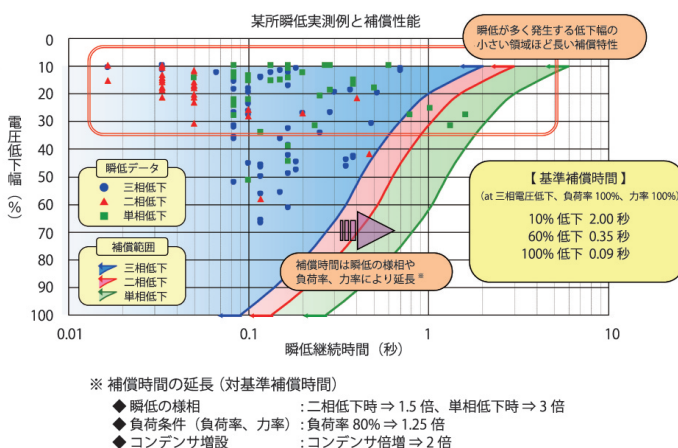 某所瞬低実測例と補償性能
瞬低が多く発生する低下幅の
小さい領域ほど長い補償特性
電圧低下幅(%)
0
10
20
30
40
50
60
70
80
90
100
瞬低データ
三相低下
二相低下
単相低下
補償範囲
三相低下
二相低下
単相低下
補償時間は瞬低の様相や
負荷率、力率により延長※
【 基準補償時間 】
(at 三相電圧低下、負荷率 100%、力率 100%)
10% 低下 2.00 秒
60% 低下 0.35 秒
100% 低下 0.09 秒
0.01
0.1
1
10
瞬低継続時間(秒)
※ 補償時間の延長(対基準補償時間)
◆ 瞬低の様相 : 二相低下時 ⇒ 1.5 倍、単相低下時 ⇒ 3 倍
◆ 負荷条件(負荷率、力率) : 負荷率 80% ⇒ 1.25 倍
◆ コンデンサ増設 : コンデンサ倍増 ⇒ 2 倍